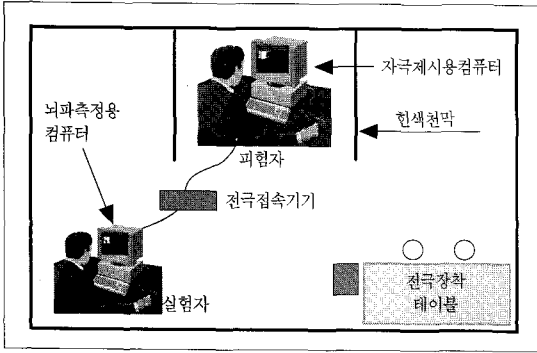 자극제시용컴퓨터
뇌파측정용
컴퓨터
흰색천막
피험자
전극접속기기
실험자
전극장착
테이블